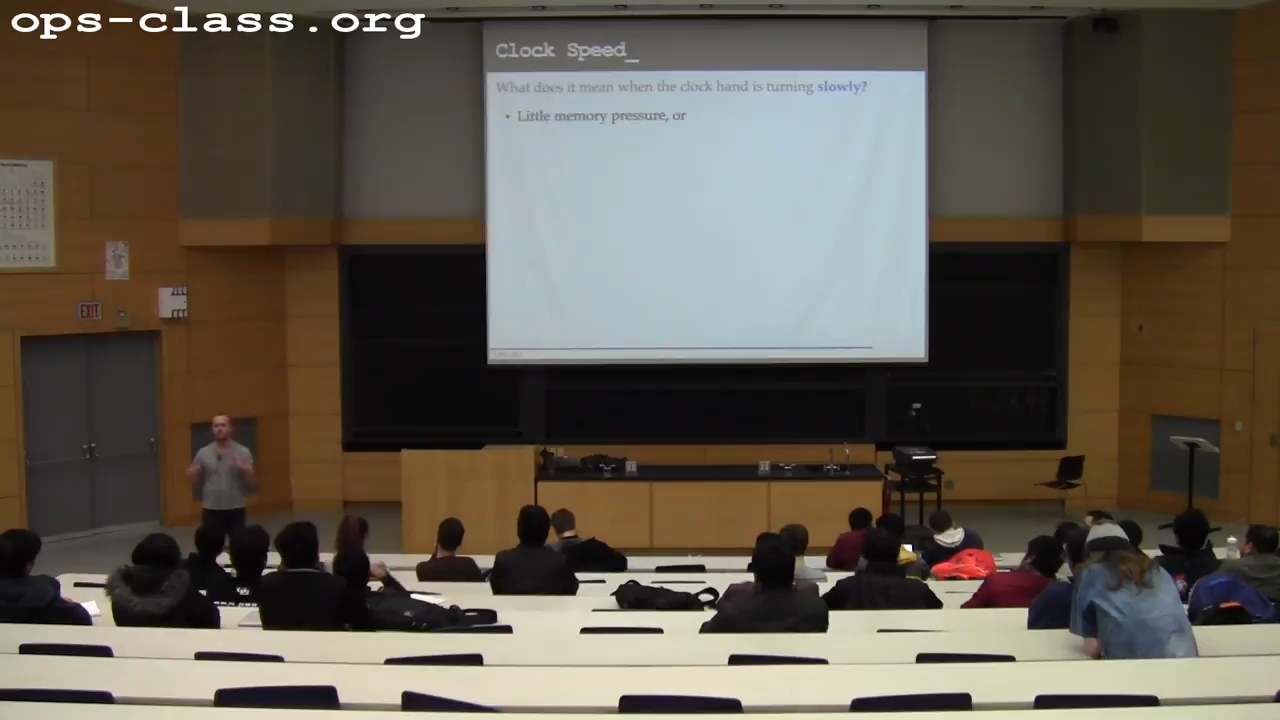 ops-class.org
Clock Speed_
What does it mean when the clock hand is turning slowly?
• Little memory pressure, or
EXIT